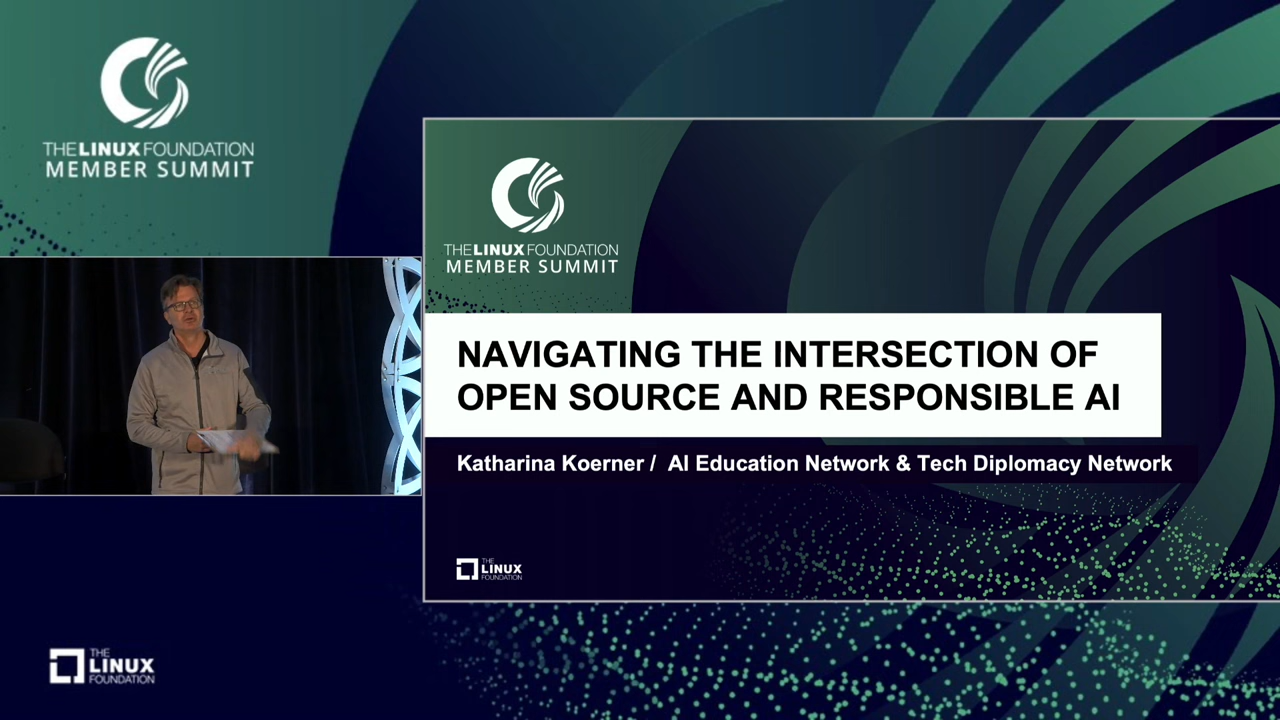 THE LINUX FOUNDATION
MEMBER SUMMIT
THE LINUX FOUNDATION
MEMBER SUMMIT
NAVIGATING THE INTERSECTION OF
OPEN SOURCE AND RESPONSIBLE AI
Katharina Koerner / AI Education Network & Tech Diplomacy Network
THE
LINUX
FOUNDATION
THE
LINUX
FOUNDATION